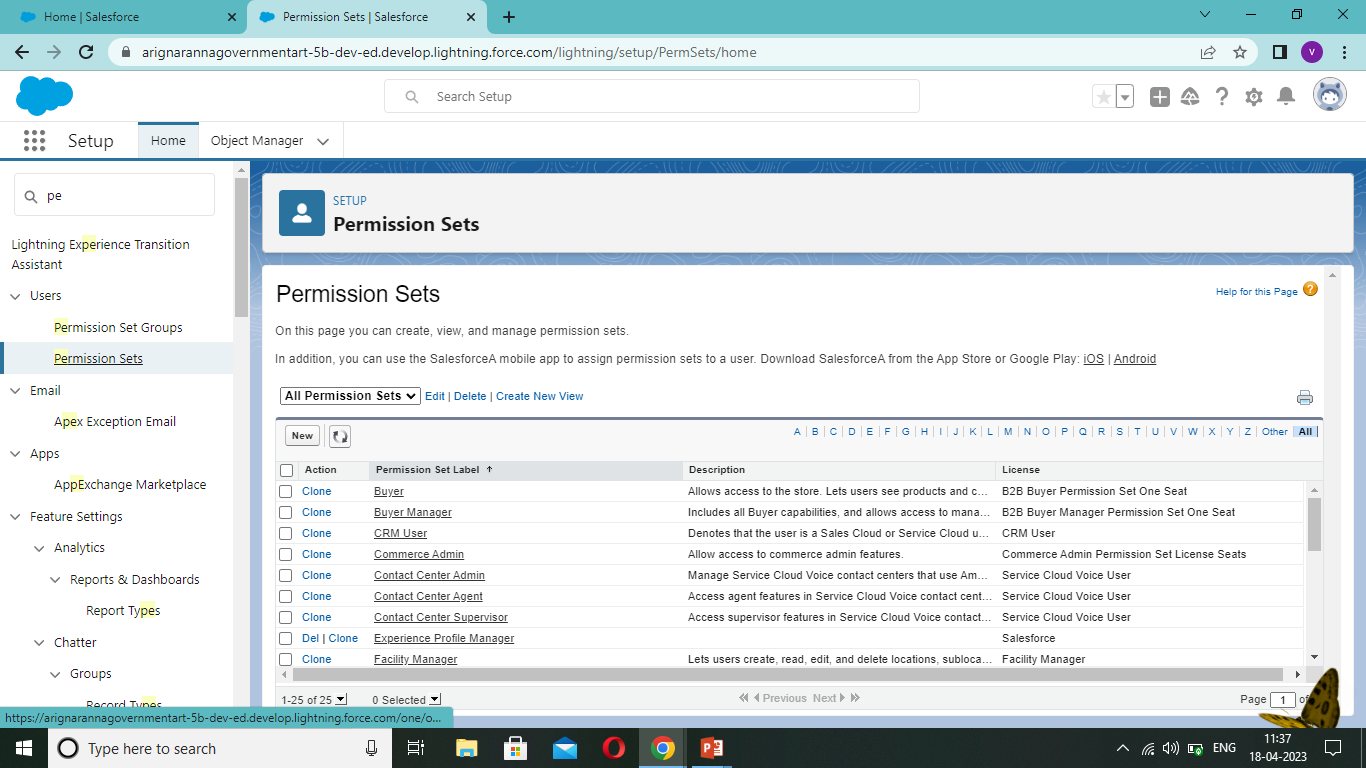 Home | Salesforce
Permission Sets | Salesforce
arignarannagovernmentart-5b-dev-ed.develop.lightning.force.com/lightning/setup/PermSets/home
V
Search Setup
Setup
Home
Object Manager
pe
Lightning Experience Transition
Assistant
Users
Permission Set Groups
Permission Sets
Email
Apex Exception Email
Apps
AppExchange Marketplace
Feature Settings
Analytics
Reports & Dashboards
Report Types
Chatter
Groups
Record Types
SETUP
Permission Sets
Permission Sets
Help for this Page ?
On this page you can create, view, and manage permission sets.
In addition, you can use the SalesforceA mobile app to assign permission sets to a user. Download SalesforceA from the App Store or Google Play: iOS | Android
All Permission Sets Edit | Delete | Create New View
New
A B C D E F G H I J K L M N O P Q R S T U V W X Y Z Other All
Action Permission Set Label Description License
Clone Buyer Allows access to the store. Lets users see products and c... B2B Buyer Permission Set One Seat
Clone Buyer Manager Includes all Buyer capabilities, and allows access to mana... B2B Buyer Manager Permission Set One Seat
Clone CRM User Denotes that the user is a Sales Cloud or Service Cloud u... CRM User
Clone Commerce Admin Allow access to commerce admin features. Commerce Admin Permission Set License Seats
Clone Contact Center Admin Manage Service Cloud Voice contact centers that use Am... Service Cloud Voice User
Clone Contact Center Agent Access agent features in Service Cloud Voice contact cent... Service Cloud Voice User
Clone Contact Center Supervisor Access supervisor features in Service Cloud Voice contact... Service Cloud Voice User
Del | Clone Experience Profile Manager Salesforce
Clone Facility Manager Lets users create, read, edit, and delete locations, subloca... Facility Manager
1-25 of 25 0 Selected Previous Next Page 1
https://arignarannagovernmentart-5b-dev-ed.develop.lightning.force.com/one/o...
Type here to search
ENG
11:37
18-04-2023